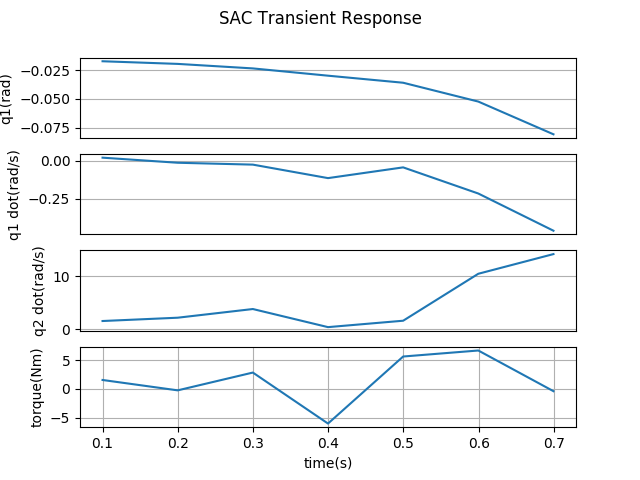 SAC Transient Response
q1(rad)
−0.025
−0.050
−0.075
q1 dot(rad/s)
0.00
−0.25
q2 dot(rad/s)
10
0
torque(Nm)
5
0
−5
0.1 0.2 0.3 0.4 0.5 0.6 0.7
time(s)